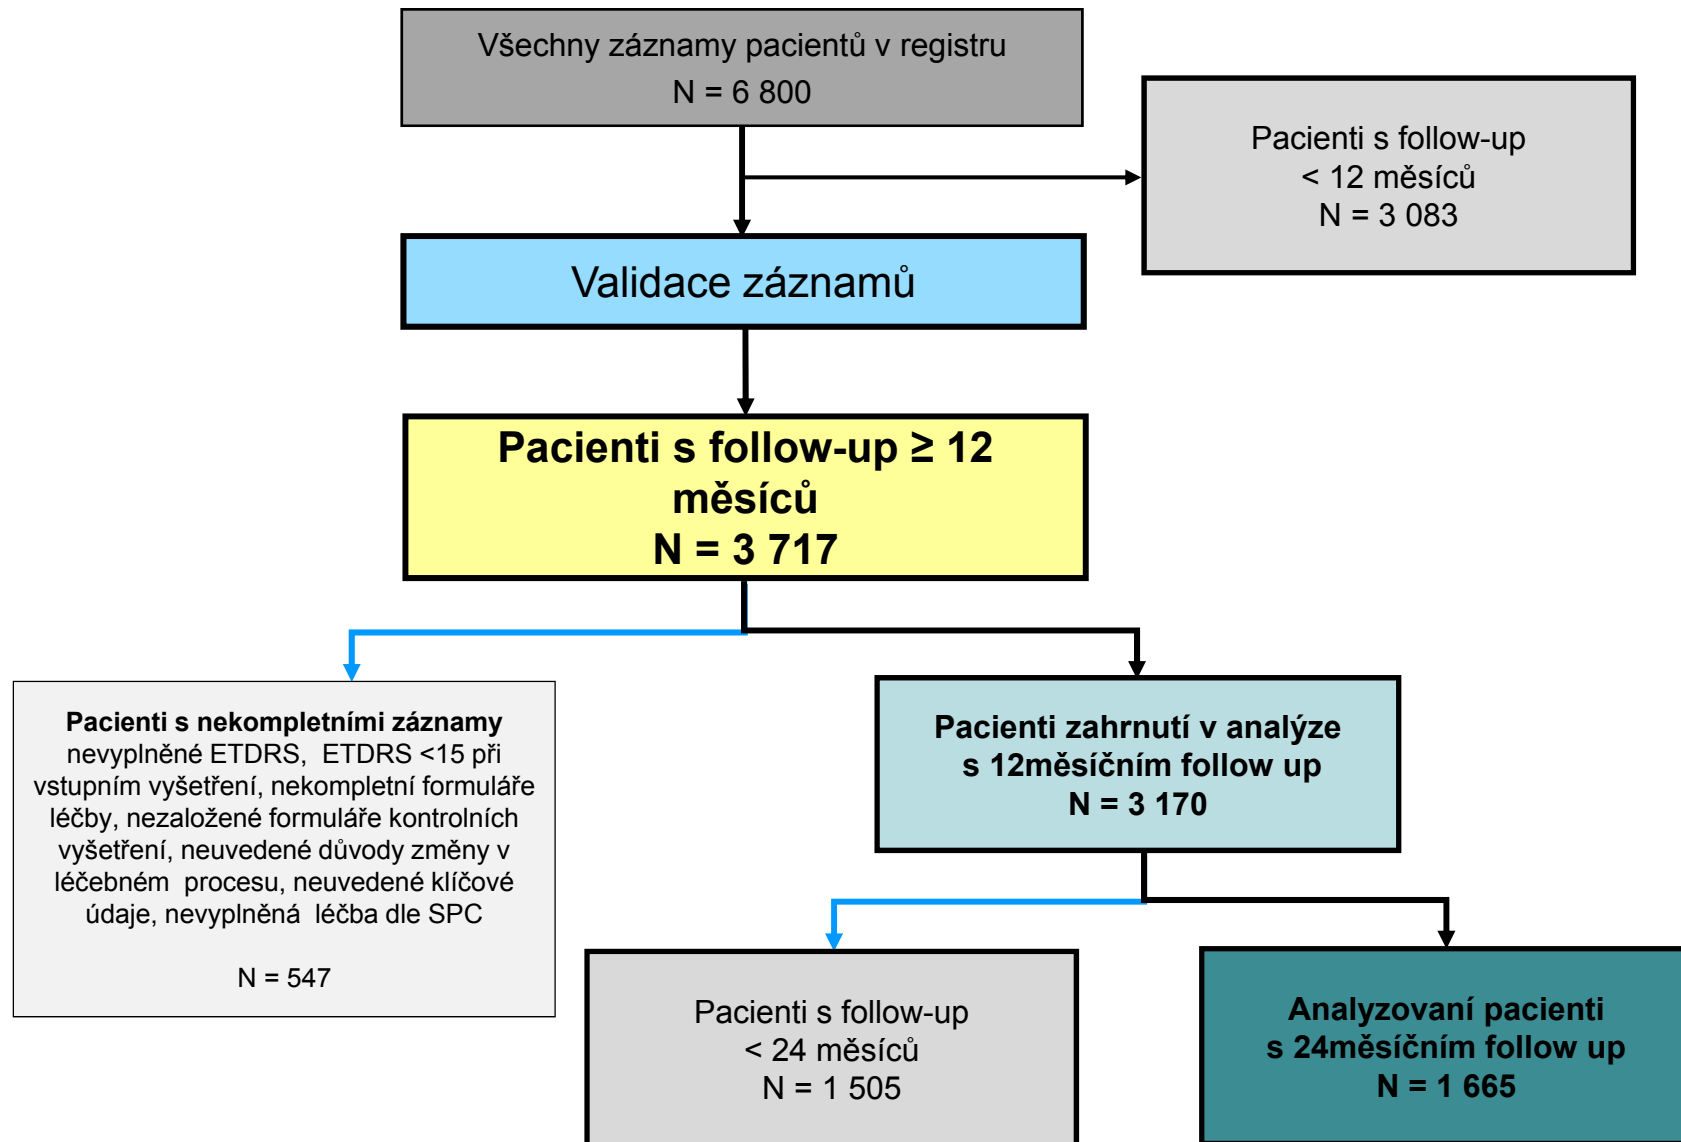 Všechny záznamy pacientů v registru
N = 6 800
Pacienti s follow-up
< 12 měsíců
N = 3 083
Validace záznamů
Pacienti s follow-up ≥ 12
měsíců
N = 3 717
Pacienti s nekompletními záznamy
nevyplněné ETDRS, ETDRS <15 při
vstupním vyšetření, nekompletní formuláře
léčby, nezaložené formuláře kontrolních
vyšetření, neuvedené důvody změny v
léčebném procesu, neuvedené klíčové
údaje, nevyplněná léčba dle SPC
N = 547
Pacienti zahrnutí v analýze
s 12měsíčním follow up
N = 3 170
Pacienti s follow-up
< 24 měsíců
N = 1 505
Analyzovaní pacienti
s 24měsíčním follow up
N = 1 665